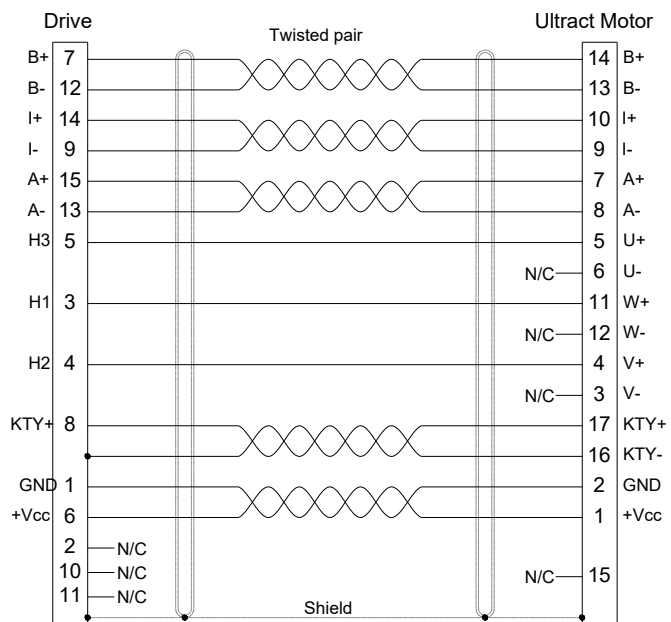 Drive Ultract Motor
Twisted pair
B+ 7 14 B+
B- 12 13 B-
I+ 14 10 I+
I- 9 9 I-
A+ 15 7 A+
A- 13 8 A-
H3 5 5 U+
N/C 6 U-
H1 3 11 W+
N/C 12 W-
H2 4 4 V+
N/C 3 V-
KTY+ 8 17 KTY+
16 KTY-
GND 1 2 GND
+Vcc 6 1 +Vcc
2 N/C
10 N/C N/C 15
11 N/C
Shield